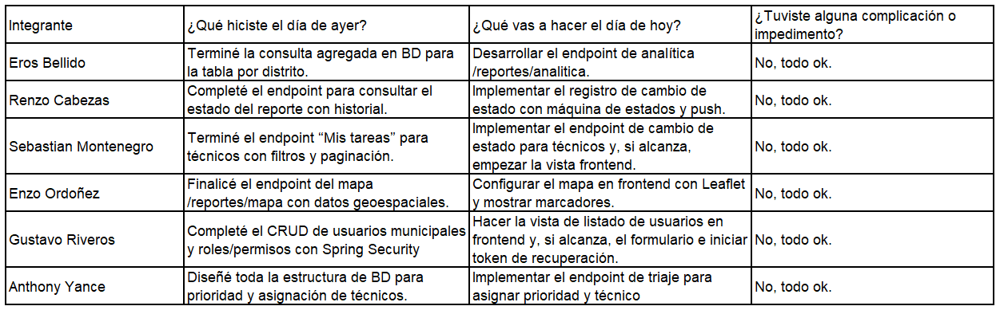 Integrante
¿Qué hiciste el día de ayer?
¿Qué vas a hacer el día de hoy?
¿Tuviste alguna complicación o
impedimento?
Eros Bellido
Terminé la consulta agregada en BD para
la tabla por distrito.
Desarrollar el endpoint de analítica
/reportes/analitica.
No, todo ok.
Renzo Cabezas
Completé el endpoint para consultar el
estado del reporte con historial.
Implementar el registro de cambio de
estado con máquina de estados y push.
No, todo ok.
Sebastian Montenegro
Terminé el endpoint “Mis tareas” para
técnicos con filtros y paginación.
Implementar el endpoint de cambio de
estado para técnicos y, si alcanza,
empezar la vista frontend.
No, todo ok.
Enzo Ordoñez
Finalicé el endpoint del mapa
/reportes/mapa con datos geoespaciales.
Configurar el mapa en frontend con Leaflet
y mostrar marcadores.
No, todo ok.
Gustavo Riveros
Completé el CRUD de usuarios municipales
y roles/permisos con Spring Security
Hacer la vista de listado de usuarios en
frontend y, si alcanza, el formulario e iniciar
token de recuperación.
No, todo ok.
Anthony Yance
Diseñé toda la estructura de BD para
prioridad y asignación de técnicos.
Implementar el endpoint de triaje para
asignar prioridad y técnico
No, todo ok.